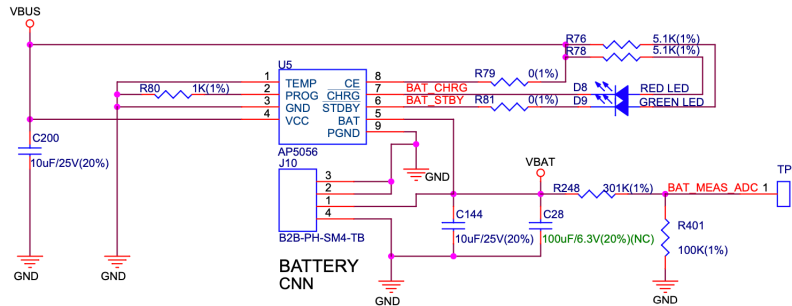 VBUS
R76 5.1K(1%)
R78 5.1K(1%)
U5
1 TEMP CE 8 R79 0(1%)
R80 1K(1%) 2 PROG CHRG 7 BAT_CHRG D8 RED LED
3 GND STDBY 6 BAT_STBY R81 0(1%) D9 GREEN LED
4 VCC BAT 5
PGND 9
C200
10uF/25V(20%)
AP5056
J10
GND
3
2
1
4
VBAT
R248 301K(1%) BAT_MEAS_ADC 1 TP
C144
10uF/25V(20%)
C28
100uF/6.3V(20%)(NC)
R401
100K(1%)
B2B-PH-SM4-TB
BATTERY
CNN
GND
GND
GND
GND